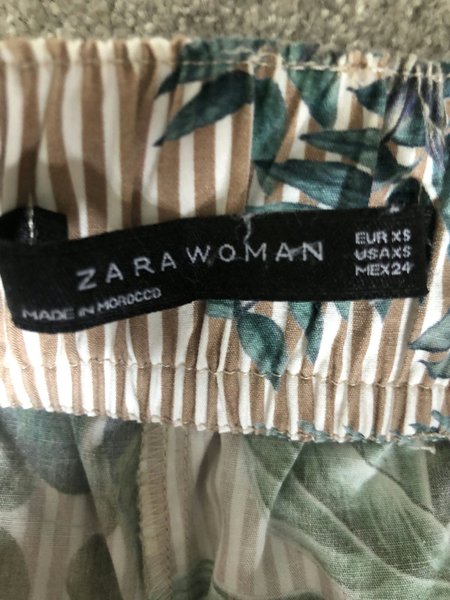 ZARA WOMAN
EUR XS
USA XS
MEX 24
MADE IN MOROCCO